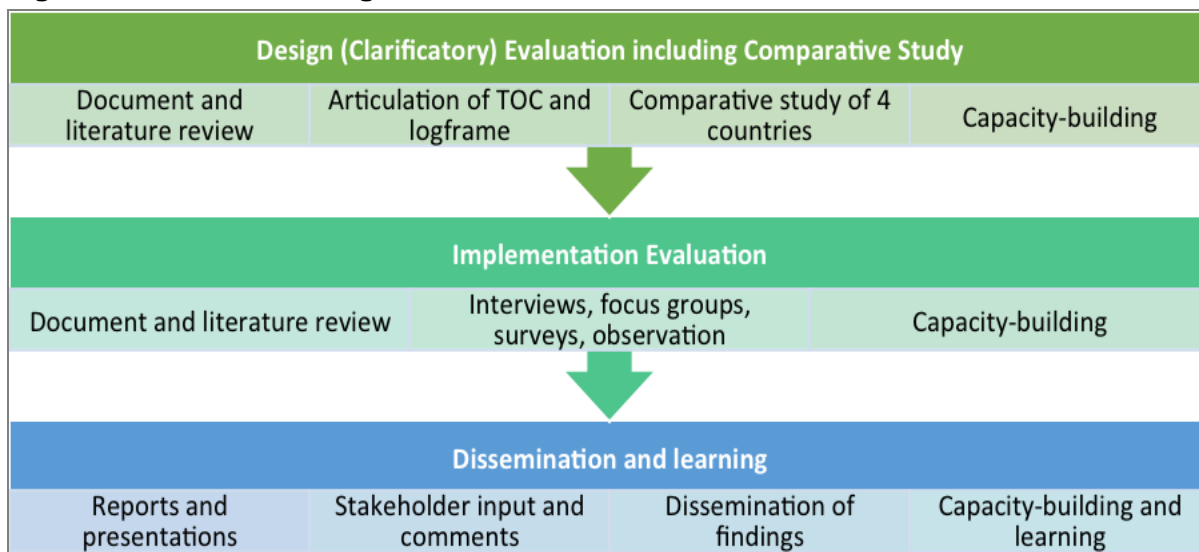 Design (Clarificatory) Evaluation including Comparative Study
Document and
literature review
Articulation of TOC and
logframe
Comparative study of 4
countries
Capacity-building
Implementation Evaluation
Document and literature review
Interviews, focus groups,
surveys, observation
Capacity-building
Dissemination and learning
Reports and
presentations
Stakeholder input and
comments
Dissemination of
findings
Capacity-building and
learning